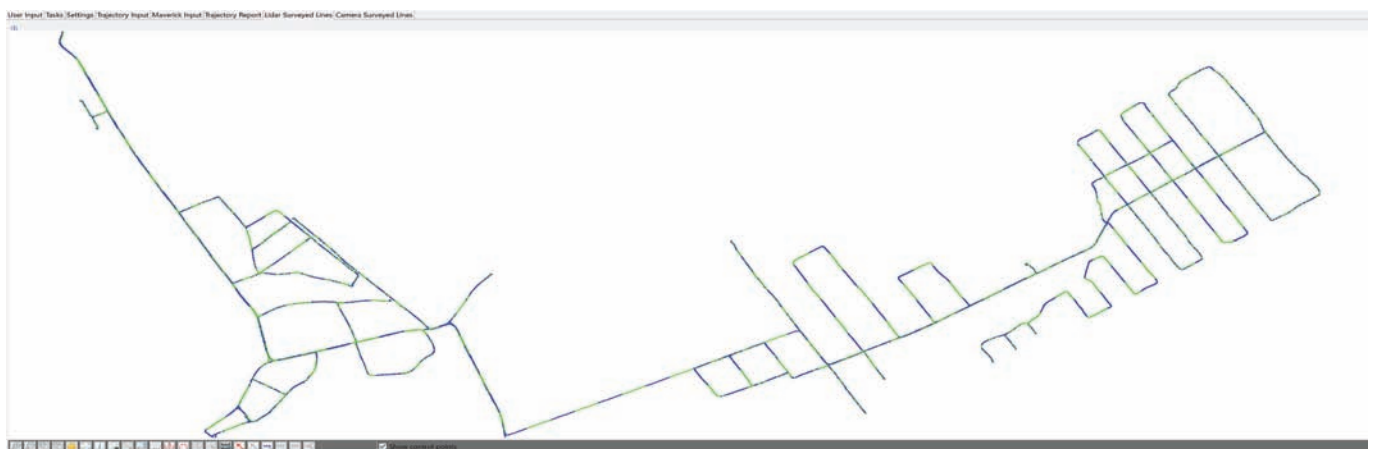 User Input Tasks Settings Trajectory Input Maverick Input Trajectory Report Lidar Surveyed Lines Camera Surveyed Lines
Show control points